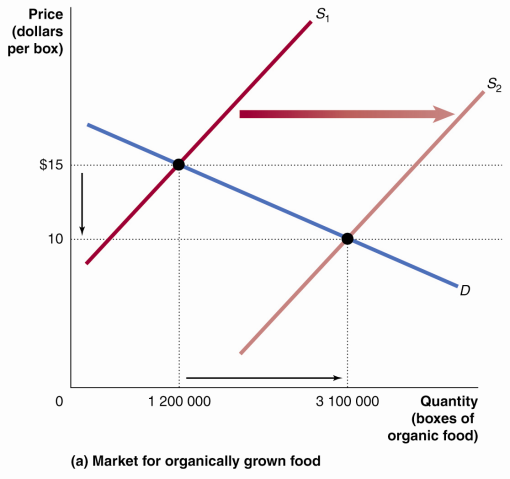 Price
(dollars
per box)
S1
S2
$15
10
D
0
1 200 000
3 100 000
Quantity
(boxes of
organic food)
(a) Market for organically grown food